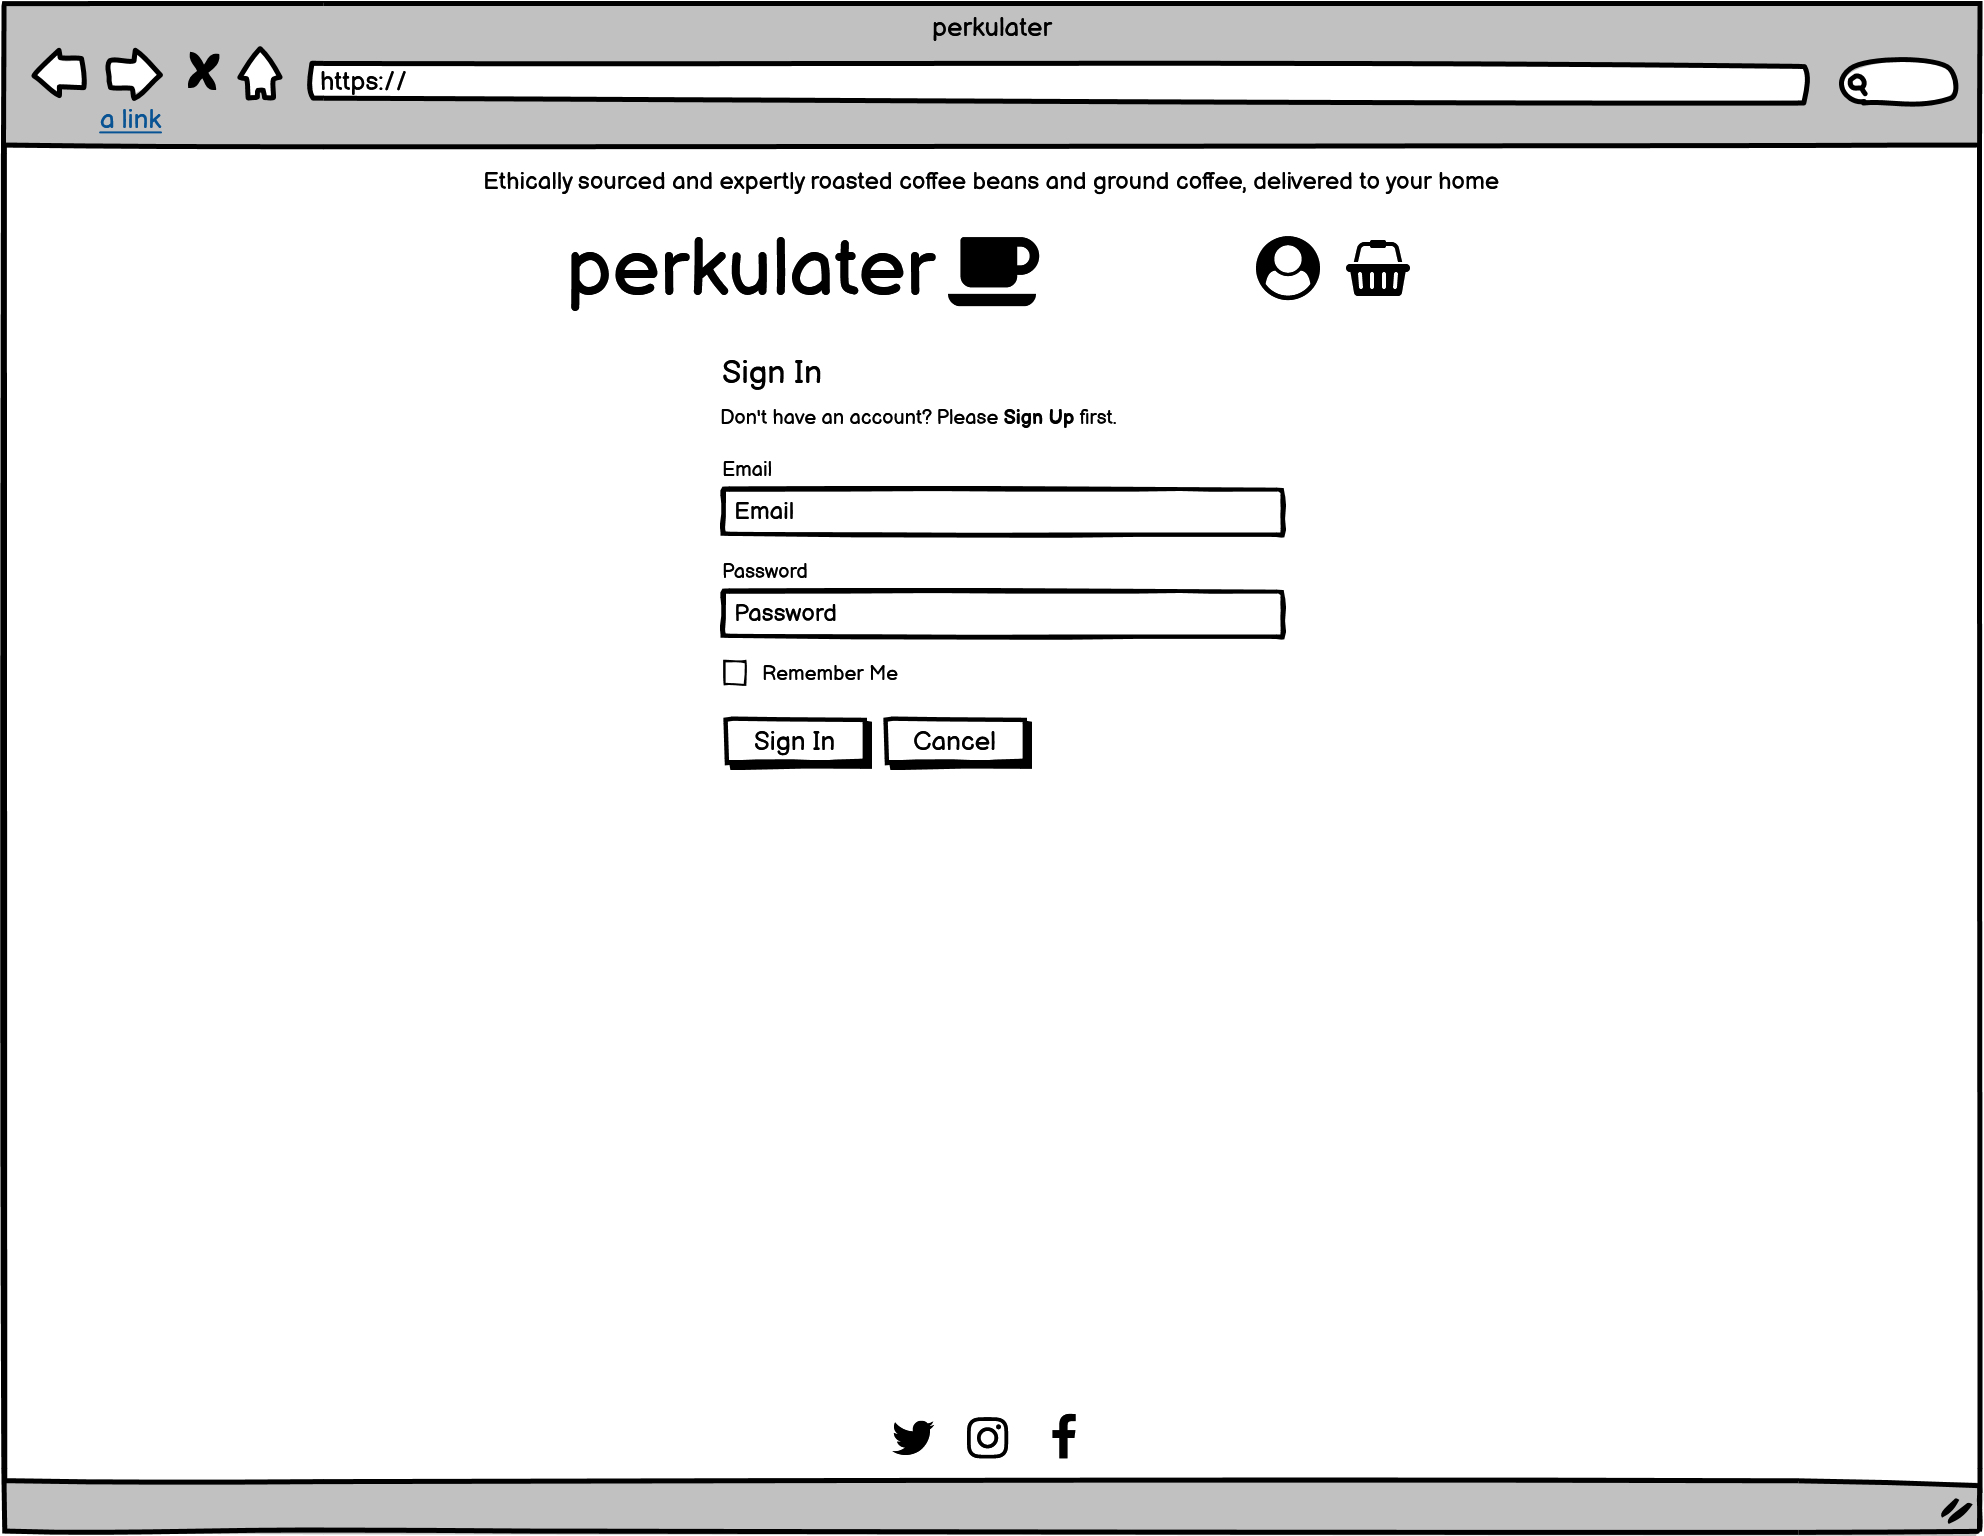 perkulater
https://
a link
Ethically sourced and expertly roasted coffee beans and ground coffee, delivered to your home
perkulater
Sign In
Don't have an account? Please Sign Up first.
Email
Email
Password
Password
Remember Me
Sign In
Cancel